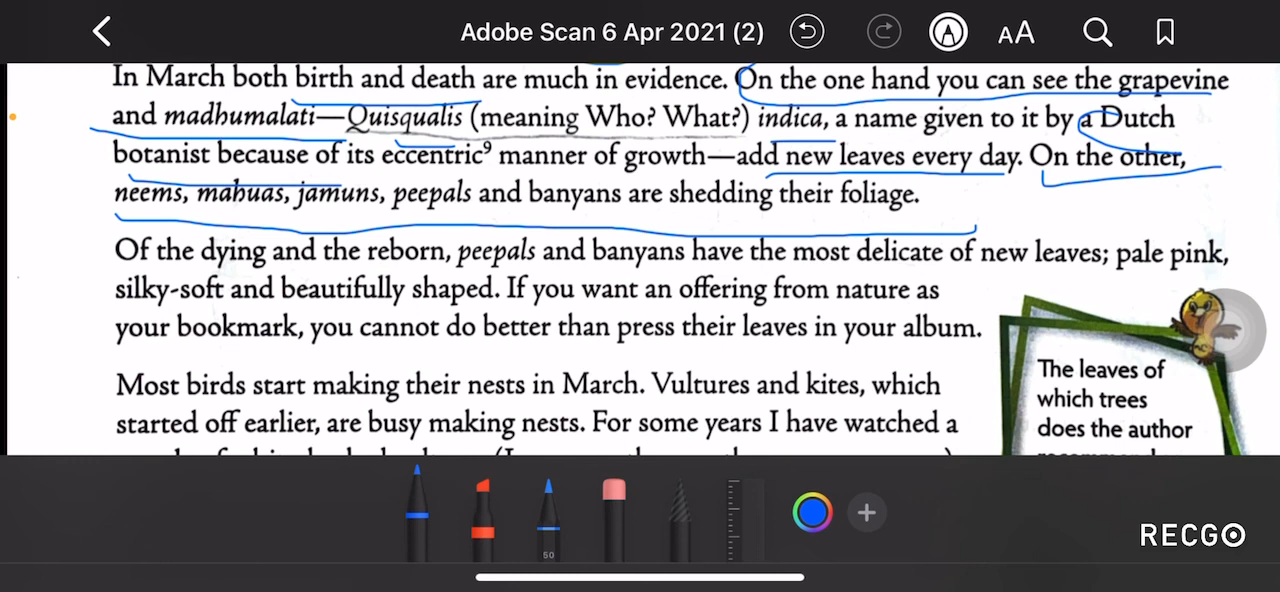 Adobe Scan 6 Apr 2021 (2)
AA
In March both birth and death are much in evidence. On the one hand you can see the grapevine
and madhumalati—Quisqualis (meaning Who? What?) indica, a name given to it by a Dutch
botanist because of its eccentric⁹ manner of growth—add new leaves every day. On the other,
neems, mahuas, jamuns, peepals and banyans are shedding their foliage.
Of the dying and the reborn, peepals and banyans have the most delicate of new leaves; pale pink,
silky-soft and beautifully shaped. If you want an offering from nature as
your bookmark, you cannot do better than press their leaves in your album.
Most birds start making their nests in March. Vultures and kites, which
started off earlier, are busy making nests. For some years I have watched a
The leaves of
which trees
does the author
50
RECGO